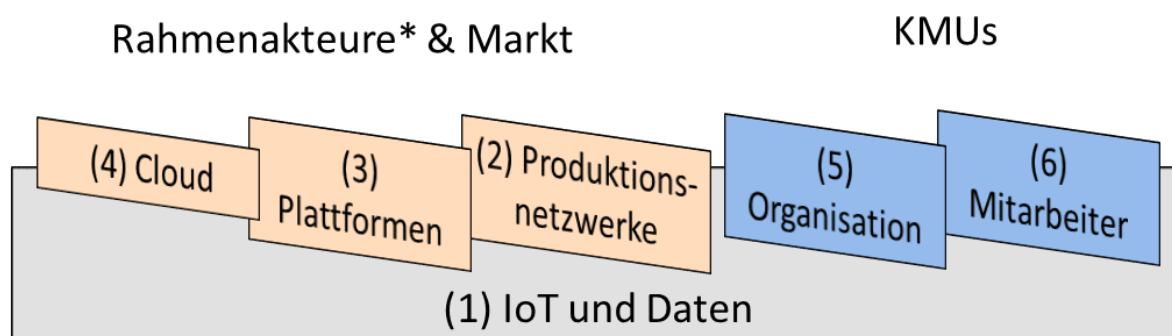 Rahmenakteure* & Markt
KMUs
(4) Cloud
(3)
Plattformen
(2) Produktions-
netzwerke
(5)
Organisation
(6)
Mitarbeiter
(1) IoT und Daten